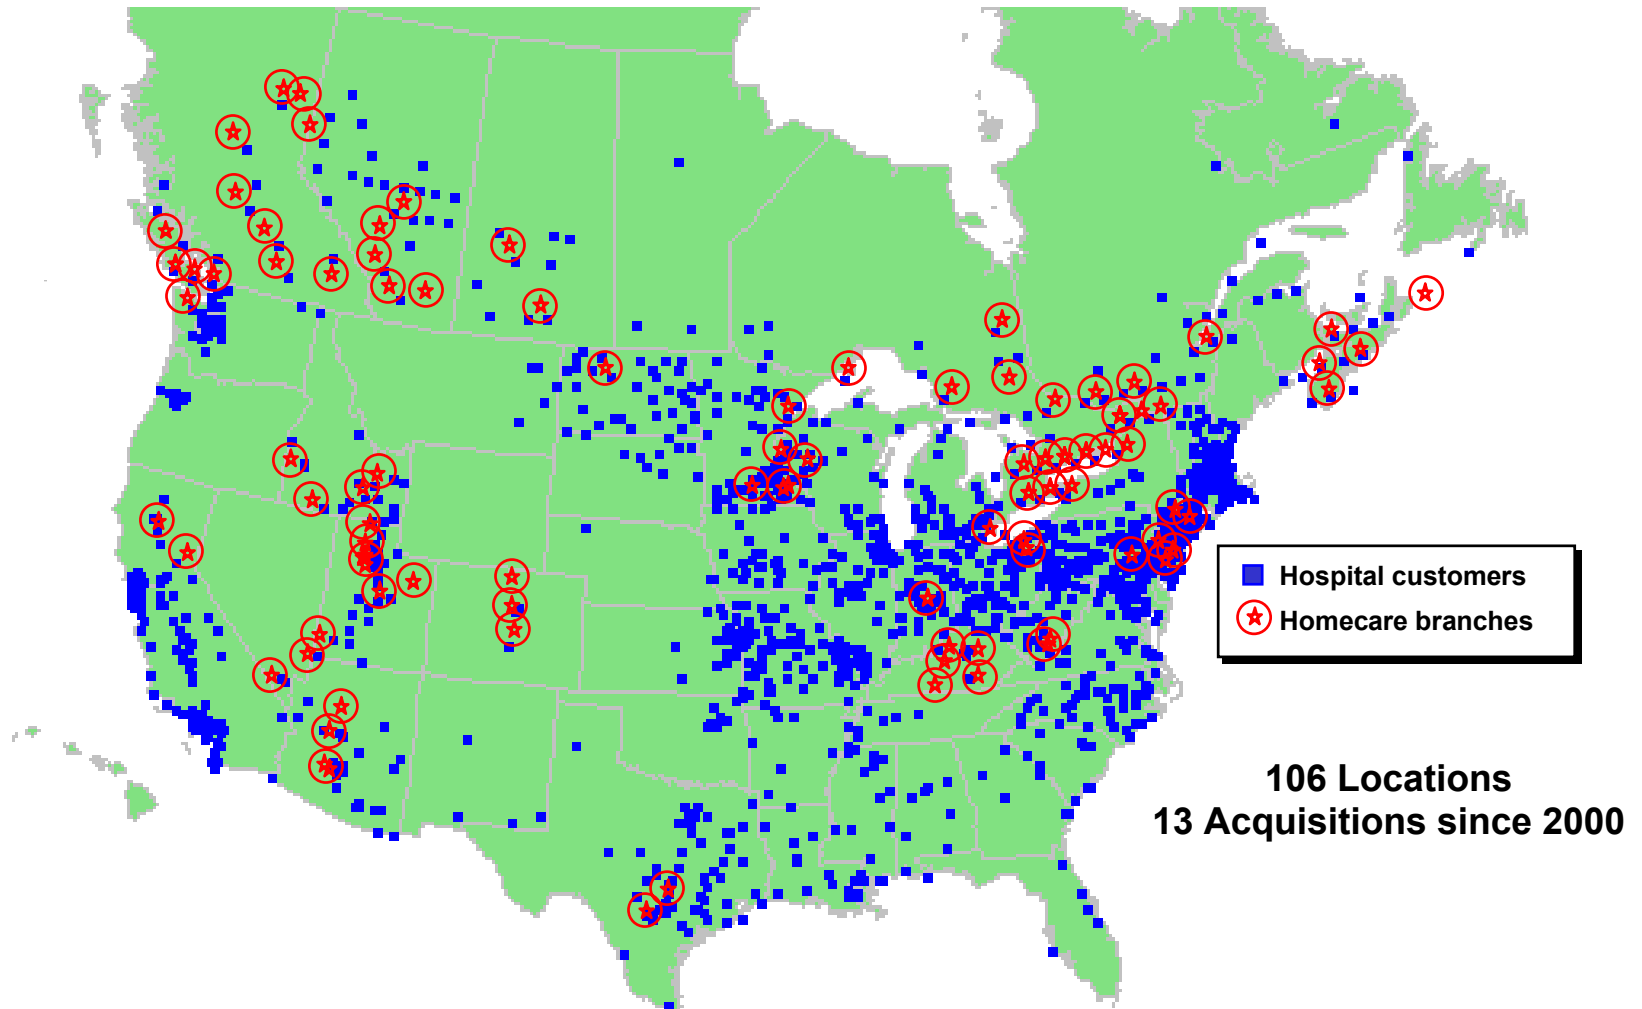 Hospital customers
Homecare branches
106 Locations
13 Acquisitions since 2000